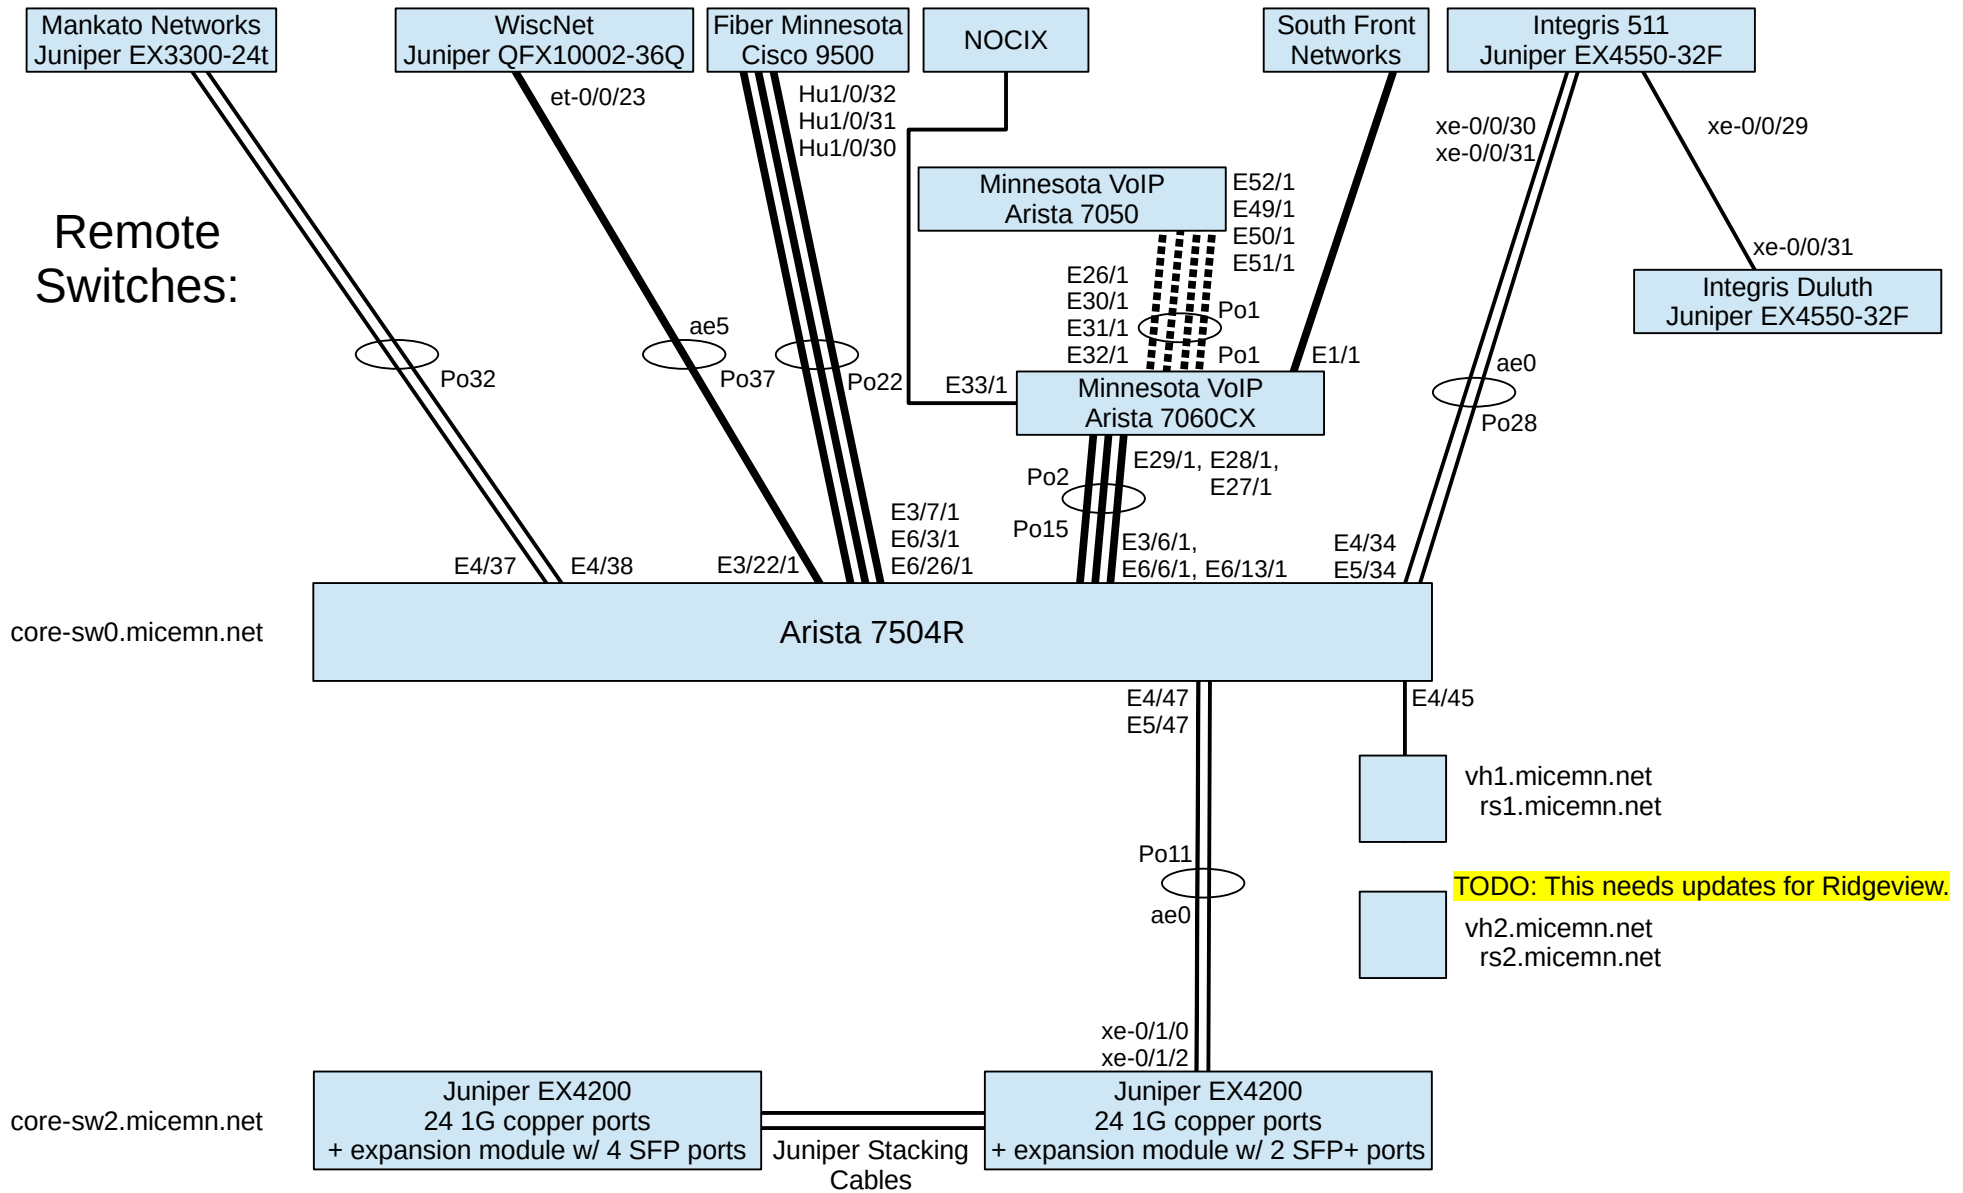 Mankato Networks
Juniper EX3300-24t
WiscNet
Juniper QFX10002-36Q
Fiber Minnesota
Cisco 9500
NOCIX
South Front
Networks
Integris 511
Juniper EX4550-32F
et-0/0/23
Hu1/0/32
Hu1/0/31
Hu1/0/30
xe-0/0/30
xe-0/0/31
xe-0/0/29
Minnesota VoIP
Arista 7050
E52/1
E49/1
E50/1
E51/1
Remote
Switches:
xe-0/0/31
Integris Duluth
Juniper EX4550-32F
E26/1
E30/1
E31/1
E32/1
Po1
Po1
E1/1
ae5
Po32
Po37
Po22
E33/1
Minnesota VoIP
Arista 7060CX
ae0
Po28
E29/1, E28/1,
E27/1
Po2
Po15
E3/7/1
E6/3/1
E6/26/1
E3/6/1,
E6/6/1, E6/13/1
E4/34
E5/34
E4/37
E4/38
E3/22/1
core-sw0.micemn.net
Arista 7504R
E4/47
E5/47
E4/45
vh1.micemn.net
rs1.micemn.net
Po11
ae0
TODO: This needs updates for Ridgeview.
vh2.micemn.net
rs2.micemn.net
xe-0/1/0
xe-0/1/2
core-sw2.micemn.net
Juniper EX4200
24 1G copper ports
+ expansion module w/ 4 SFP ports
Juniper Stacking
Cables
Juniper EX4200
24 1G copper ports
+ expansion module w/ 2 SFP+ ports